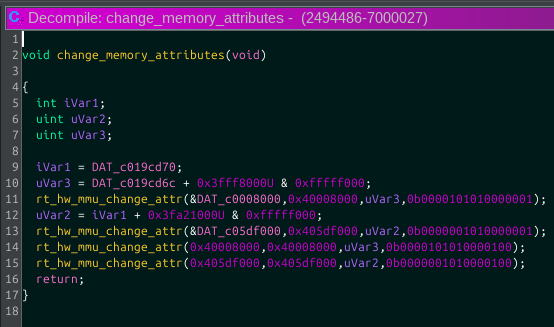 C Decompile: change_memory_attributes - (2494486-7000027)
1
2 void change_memory_attributes(void)
3
4 {
5 int iVar1;
6 uint uVar2;
7 uint uVar3;
8
9 iVar1 = DAT_c019cd70;
10 uVar3 = DAT_c019cd6c + 0x3fff8000U & 0xfffff000;
11 rt_hw_mmu_change_attr(&DAT_c0008000,0x40008000,uVar3,0b0000101010000001);
12 uVar2 = iVar1 + 0x3fa21000U & 0xfffff000;
13 rt_hw_mmu_change_attr(&DAT_c05df000,0x405df000,uVar2,0b0000001010000001);
14 rt_hw_mmu_change_attr(0x40008000,0x40008000,uVar3,0b0000101010000100);
15 rt_hw_mmu_change_attr(0x405df000,0x405df000,uVar2,0b0000001010000100);
16 return;
17 }
18